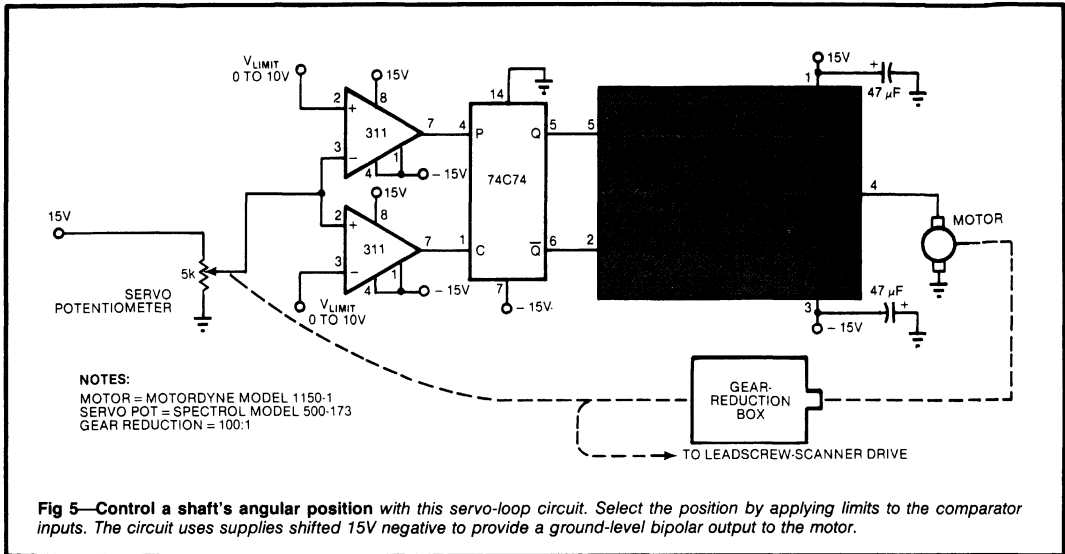 V LIMIT
0 TO 10V
15V
8
2
+
311
7
3
−
1
4
− 15V
15V
8
2
+
311
7
3
−
1
4
− 15V
V LIMIT
0 TO 10V
15V
5k
SERVO
POTENTIOMETER
14
4
P
Q
5
5
74C74
1
C
Q̅
6
2
7
− 15V.
15V
1
+
47 µF
4
MOTOR
47 µF
+
3
− 15V
GEAR-
REDUCTION
BOX
TO LEADSCREW-SCANNER DRIVE
NOTES:
MOTOR = MOTORDYNE MODEL 1150-1
SERVO POT = SPECTROL MODEL 500-173
GEAR REDUCTION = 100:1
Fig 5—Control a shaft's angular position with this servo-loop circuit. Select the position by applying limits to the comparator
inputs. The circuit uses supplies shifted 15V negative to provide a ground-level bipolar output to the motor.